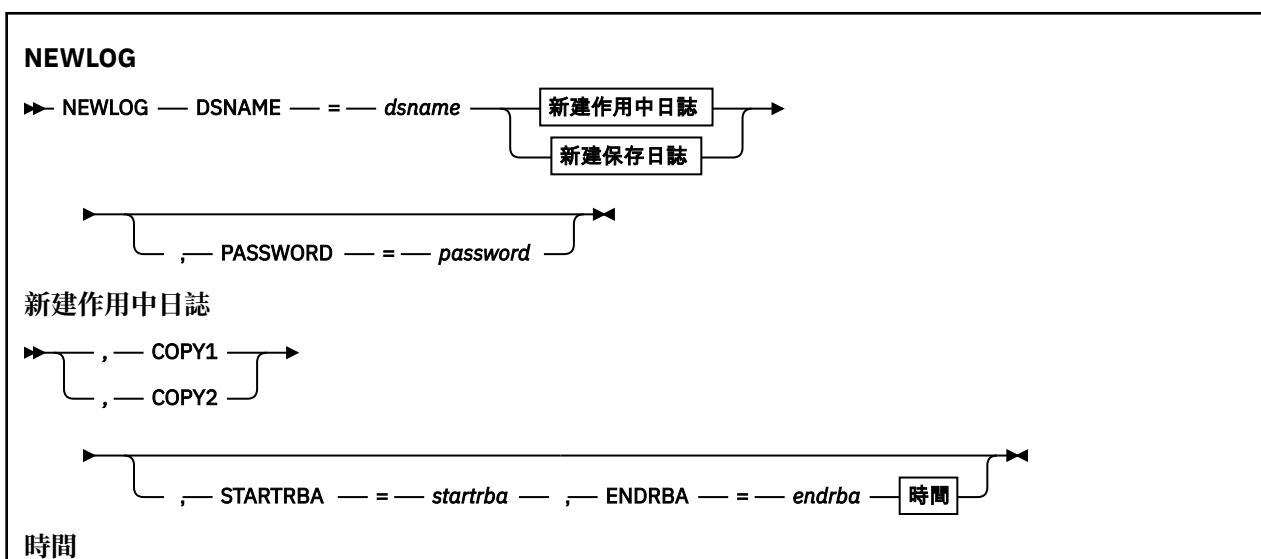 NEWLOG
NEWLOG DSNAME = dsname 新建作用中日誌
新建保存日誌
, PASSWORD = password
新建作用中日誌
, COPY1
, COPY2
, STARTRBA = startrba , ENDRBA = endrba 時間
時間